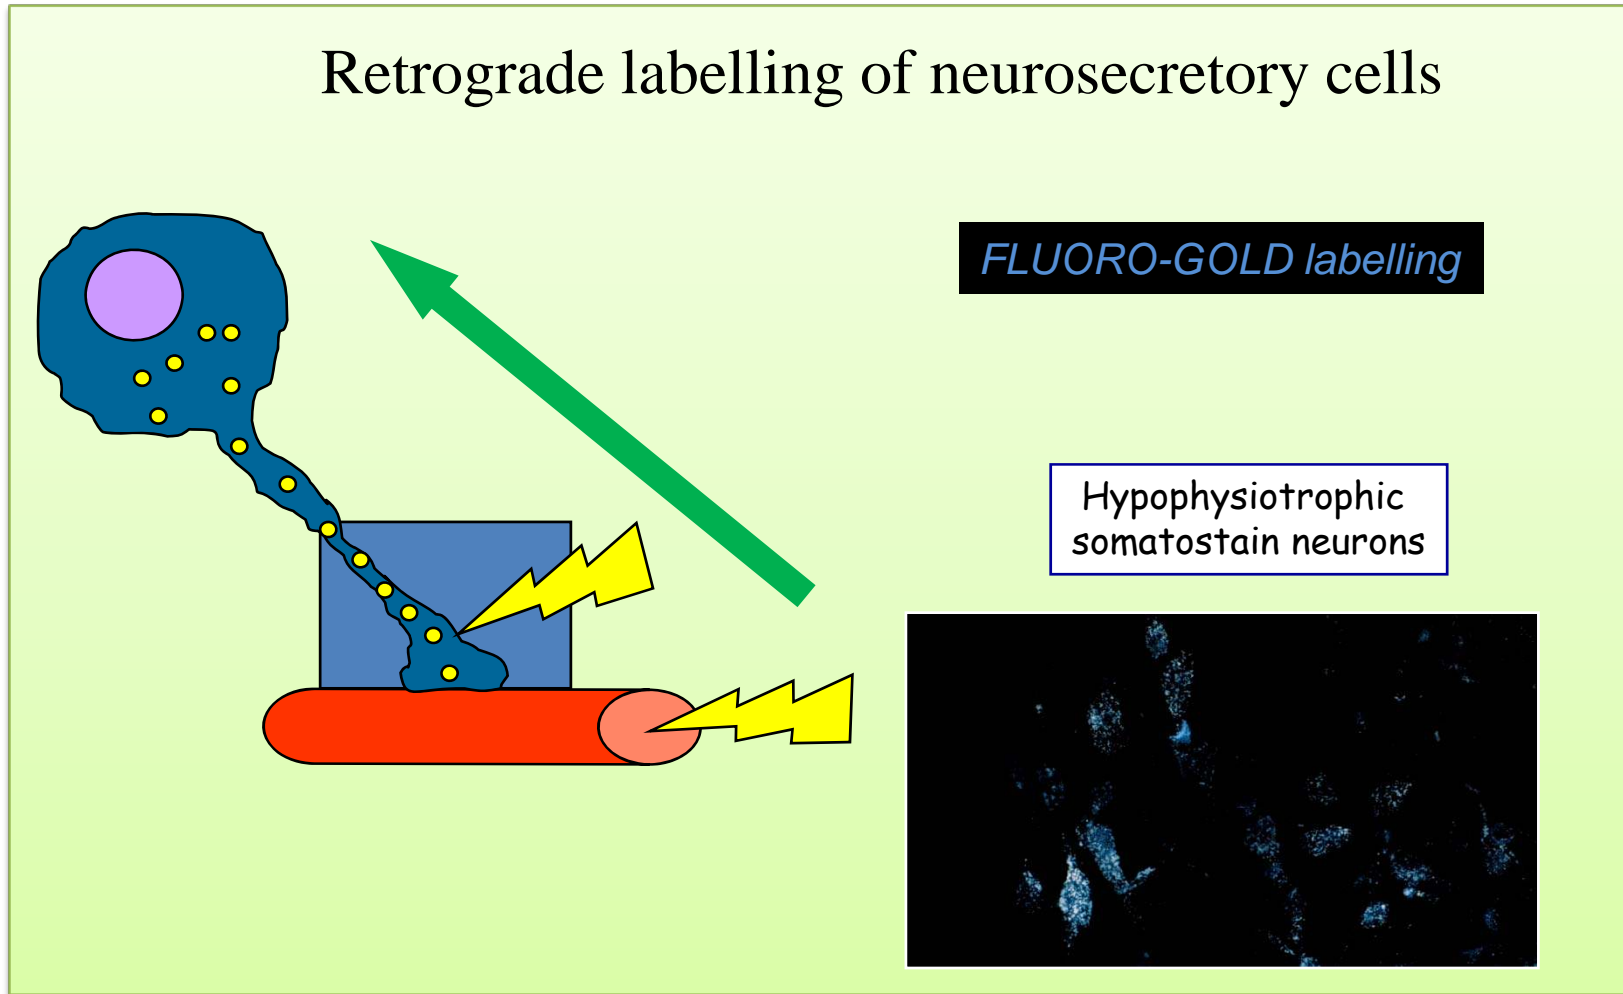 Retrograde labelling of neurosecretory cells
FLUORO-GOLD labelling
Hypophysiotrophic
somatostain neurons